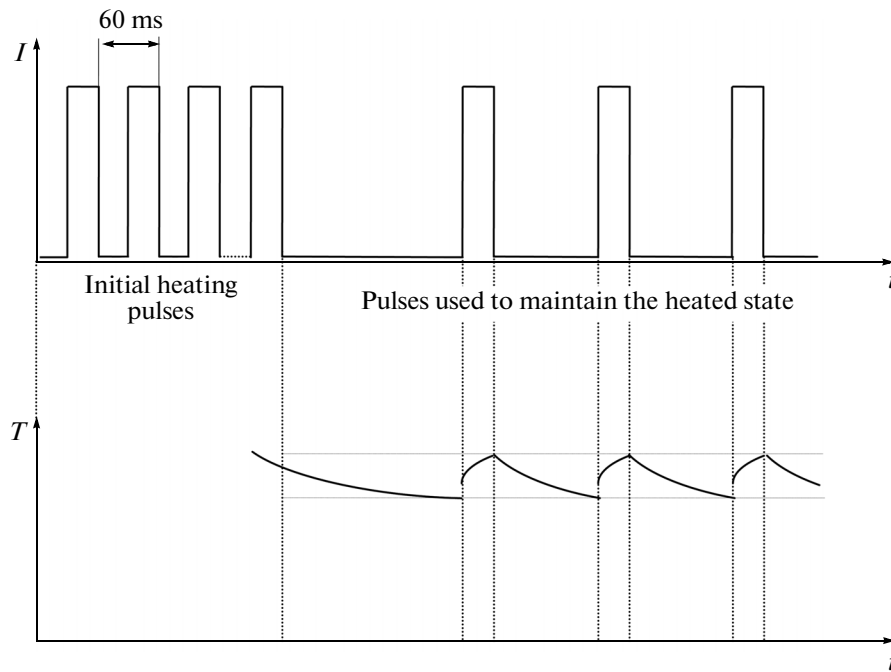 60 ms
I
t
Initial heating
pulses
Pulses used to maintain the heated state
T
t